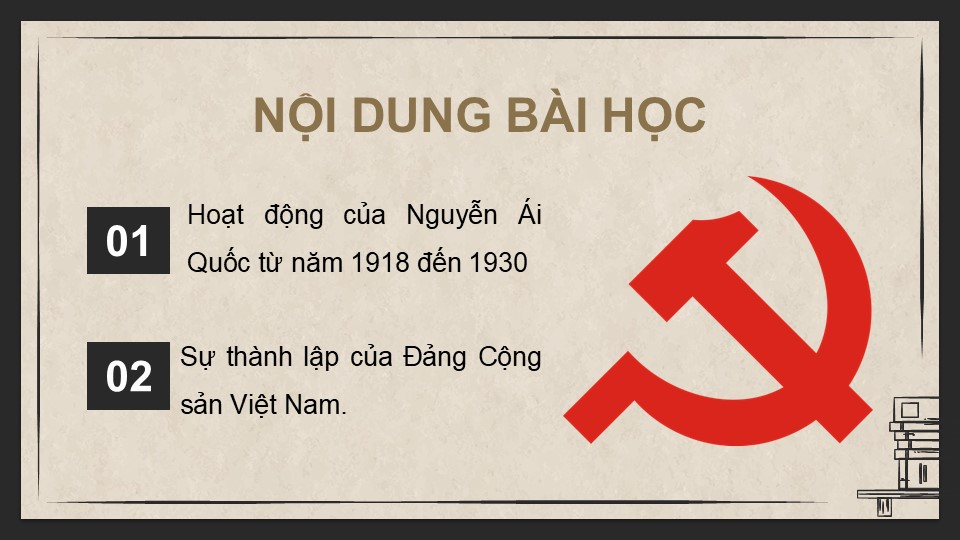 NỘI DUNG BÀI HỌC
01
Hoạt động của Nguyễn Ái
Quốc từ năm 1918 đến 1930
02
Sự thành lập của Đảng Cộng
sản Việt Nam.